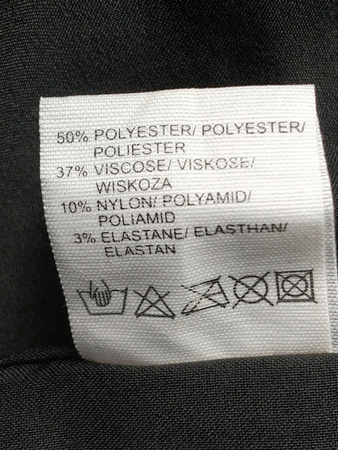 50% POLYESTER/ POLYESTER/
POLIESTER
37% VISCOSE/ VISKOSE/
WISKOZA
10% NYLON/ POLYAMID/
POLIAMID
3% ELASTANE/ ELASTHAN/
ELASTAN